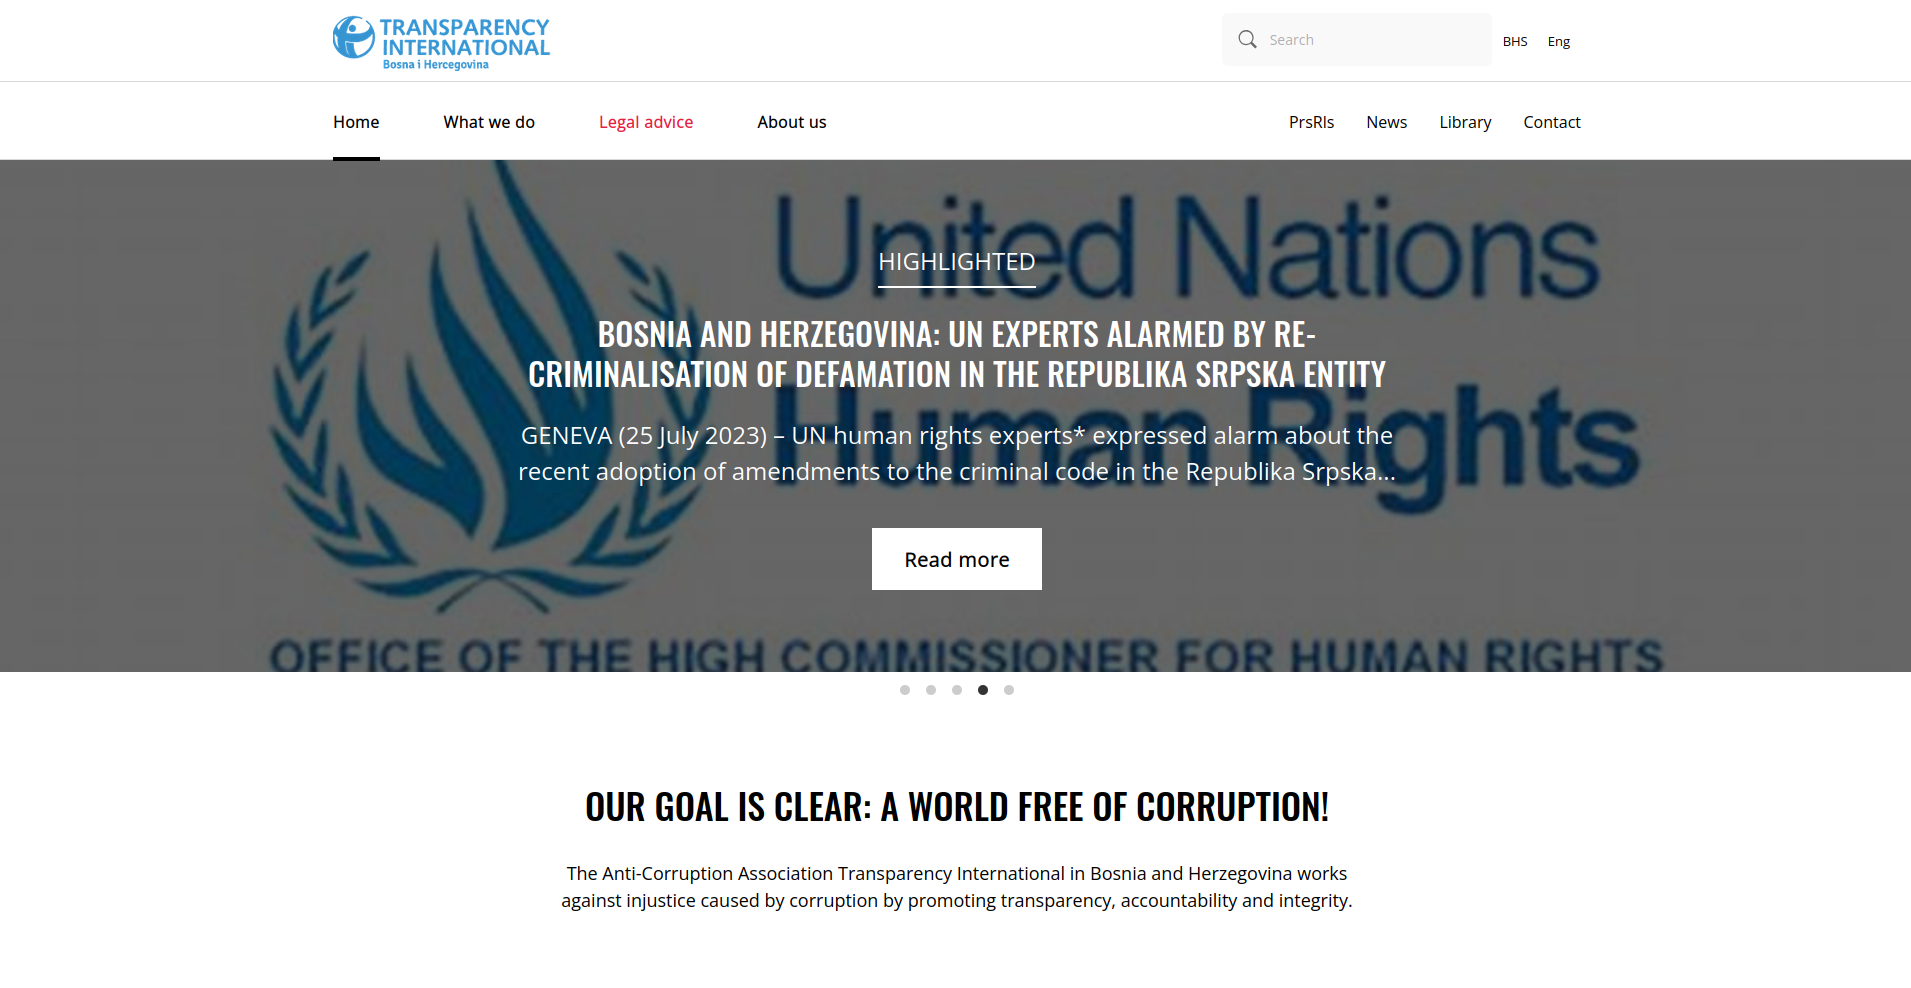 TRANSPARENCY
INTERNATIONAL
Bosna i Hercegovina
Search
BHS Eng
Home What we do Legal advice About us PrsRls News Library Contact
United Nations
Human Rights
OFFICE OF THE HIGH COMMISSIONER FOR HUMAN RIGHTS
HIGHLIGHTED
BOSNIA AND HERZEGOVINA: UN EXPERTS ALARMED BY RE-
CRIMINALISATION OF DEFAMATION IN THE REPUBLIKA SRPSKA ENTITY
GENEVA (25 July 2023) – UN human rights experts* expressed alarm about the
recent adoption of amendments to the criminal code in the Republika Srpska...
Read more
OUR GOAL IS CLEAR: A WORLD FREE OF CORRUPTION!
The Anti-Corruption Association Transparency International in Bosnia and Herzegovina works
against injustice caused by corruption by promoting transparency, accountability and integrity.